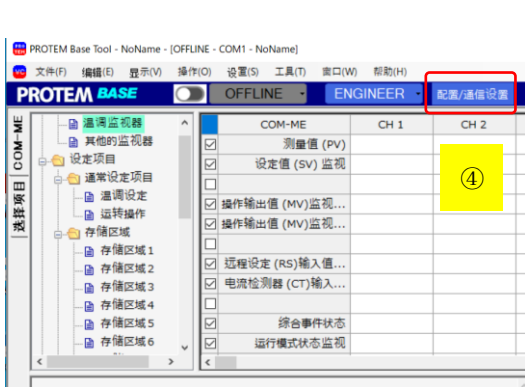 PROTEM Base Tool - NoName - [OFFLINE - COM1 - NoName]
文件(F) 编辑(E) 显示(V) 操作(O) 设置(S) 工具(T) 窗口(W) 帮助(H)
PROTEM BASE OFFLINE ENGINEER 配置/通信设置
COM-ME
选择项目
温调监视器
其他的监视器
设定项目
通常设定项目
温调设定
运转操作
存储区域
存储区域1
存储区域2
存储区域3
存储区域4
存储区域5
存储区域6
COM-ME CH 1 CH 2
测量值 (PV)
设定值 (SV) 监视
操作输出值 (MV)监视...
操作输出值 (MV)监视...
远程设定 (RS)输入值...
电流检测器 (CT)输入...
综合事件状态
运行模式状态监视
④